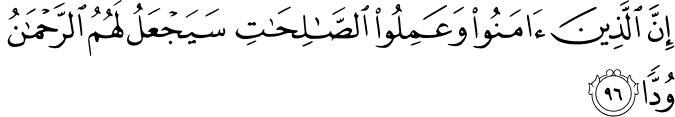 إِنَّ ٱلَّذِينَ ءَامَنُوا۟ وَعَمِلُوا۟ ٱلصَّـٰلِحَـٰتِ سَيَجْعَلُ لَهُمُ ٱلرَّحْمَـٰنُ
وُدًّا ٩٦